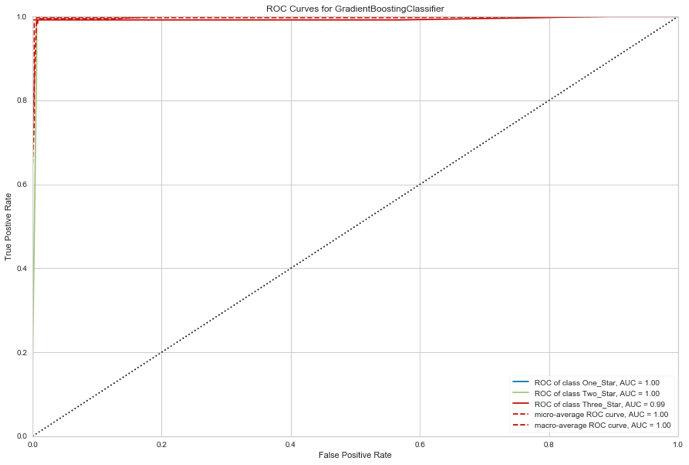 ROC Curves for GradientBoostingClassifier
1.0
0.8
0.6
0.4
0.2
0.0
True Postive Rate
0.0 0.2 0.4 0.6 0.8 1.0
False Positive Rate
ROC of class One_Star, AUC = 1.00
ROC of class Two_Star, AUC = 1.00
ROC of class Three_Star, AUC = 0.99
micro-average ROC curve, AUC = 1.00
macro-average ROC curve, AUC = 1.00